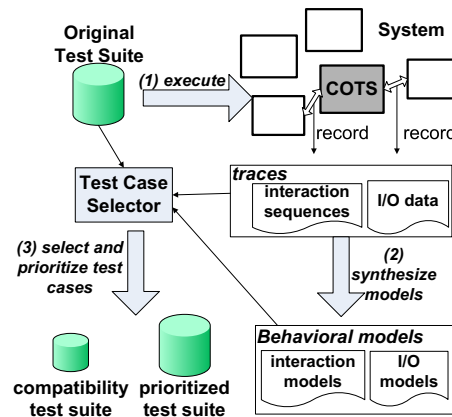 Original
Test Suite
System
(1) execute
COTS
record
record
Test Case
Selector
traces
interaction
sequences
I/O data
(3) select and
prioritize test
cases
(2)
synthesize
models
Behavioral models
interaction
models
I/O
models
compatibility
test suite
prioritized
test suite